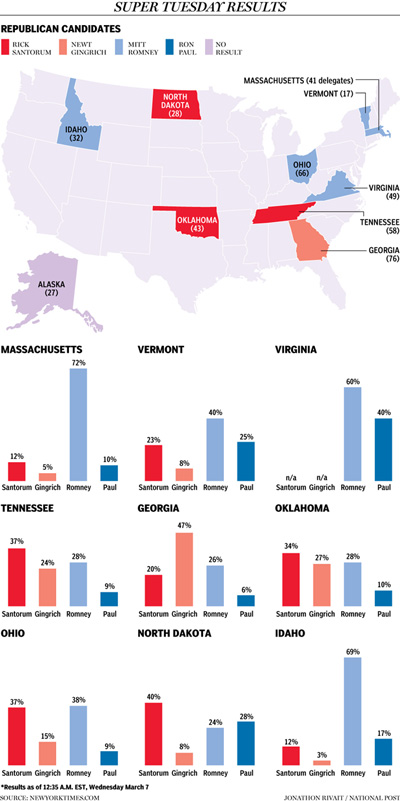 SUPER TUESDAY RESULTS
REPUBLICAN CANDIDATES
RICK SANTORUM
NEWT GINGRICH
MITT ROMNEY
RON PAUL
NO RESULT
MASSACHUSETTS (41 delegates)
VERMONT (17)
NORTH DAKOTA (28)
IDAHO (32)
OHIO (66)
VIRGINIA (49)
OKLAHOMA (43)
TENNESSEE (58)
GEORGIA (76)
ALASKA (27)
MASSACHUSETTS
12% 5% 72% 10%
Santorum Gingrich Romney Paul
VERMONT
23% 8% 40% 25%
Santorum Gingrich Romney Paul
VIRGINIA
n/a n/a 60% 40%
Santorum Gingrich Romney Paul
TENNESSEE
37% 24% 28% 9%
Santorum Gingrich Romney Paul
GEORGIA
20% 47% 26% 6%
Santorum Gingrich Romney Paul
OKLAHOMA
34% 27% 28% 10%
Santorum Gingrich Romney Paul
OHIO
37% 15% 38% 9%
Santorum Gingrich Romney Paul
NORTH DAKOTA
40% 8% 24% 28%
Santorum Gingrich Romney Paul
IDAHO
12% 3% 69% 17%
Santorum Gingrich Romney Paul
*Results as of 12:35 A.M. EST, Wednesday March 7
SOURCE: NEWYORKTIMES.COM
JONATHON RIVAIT / NATIONAL POST